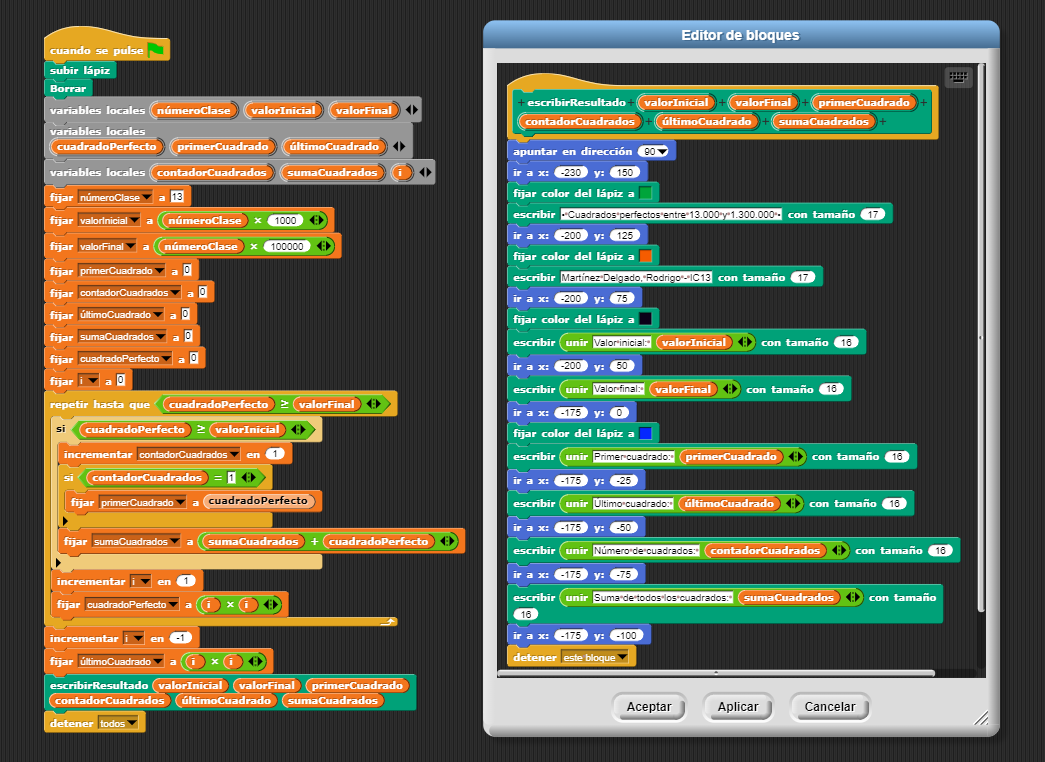 cuando se pulse
subir lápiz
Borrar
variables locales númeroClase valorInicial valorFinal
variables locales
cuadradoPerfecto primerCuadrado últimoCuadrado
variables locales contadorCuadrados sumaCuadrados i
fijar númeroClase a 13
fijar valorInicial a númeroClase × 1000
fijar valorFinal a númeroClase × 100000
fijar primerCuadrado a 0
fijar contadorCuadrados a 0
fijar últimoCuadrado a 0
fijar sumaCuadrados a 0
fijar cuadradoPerfecto a 0
fijar i a 0
repetir hasta que cuadradoPerfecto ≥ valorFinal
si cuadradoPerfecto ≥ valorInicial
incrementar contadorCuadrados en 1
si contadorCuadrados = 1
fijar primerCuadrado a cuadradoPerfecto
fijar sumaCuadrados a sumaCuadrados + cuadradoPerfecto
incrementar i en 1
fijar cuadradoPerfecto a i × i
incrementar i en -1
fijar últimoCuadrado a i × i
escribirResultado valorInicial valorFinal primerCuadrado
contadorCuadrados últimoCuadrado sumaCuadrados
detener todos
Editor de bloques
+ escribirResultado + valorInicial + valorFinal + primerCuadrado +
contadorCuadrados + últimoCuadrado + sumaCuadrados +
apuntar en dirección 90
ir a x: -230 y: 150
fijar color del lápiz a
escribir •*Cuadrados*perfectos*entre*13.000*y*1.300.000*• con tamaño 17
ir a x: -200 y: 125
fijar color del lápiz a
escribir Martínez*Delgado,*Rodrigo*-*IC13 con tamaño 17
ir a x: -200 y: 75
fijar color del lápiz a
escribir unir Valor*inicial:* valorInicial con tamaño 16
ir a x: -200 y: 50
escribir unir Valor*final:* valorFinal con tamaño 16
ir a x: -175 y: 0
fijar color del lápiz a
escribir unir Primer*cuadrado:* primerCuadrado con tamaño 16
ir a x: -175 y: -25
escribir unir Último*cuadrado:* últimoCuadrado con tamaño 16
ir a x: -175 y: -50
escribir unir Número*de*cuadrados:* contadorCuadrados con tamaño 16
ir a x: -175 y: -75
escribir unir Suma*de*todos*los*cuadrados:* sumaCuadrados con tamaño
16
ir a x: -175 y: -100
detener este bloque
Aceptar Aplicar Cancelar